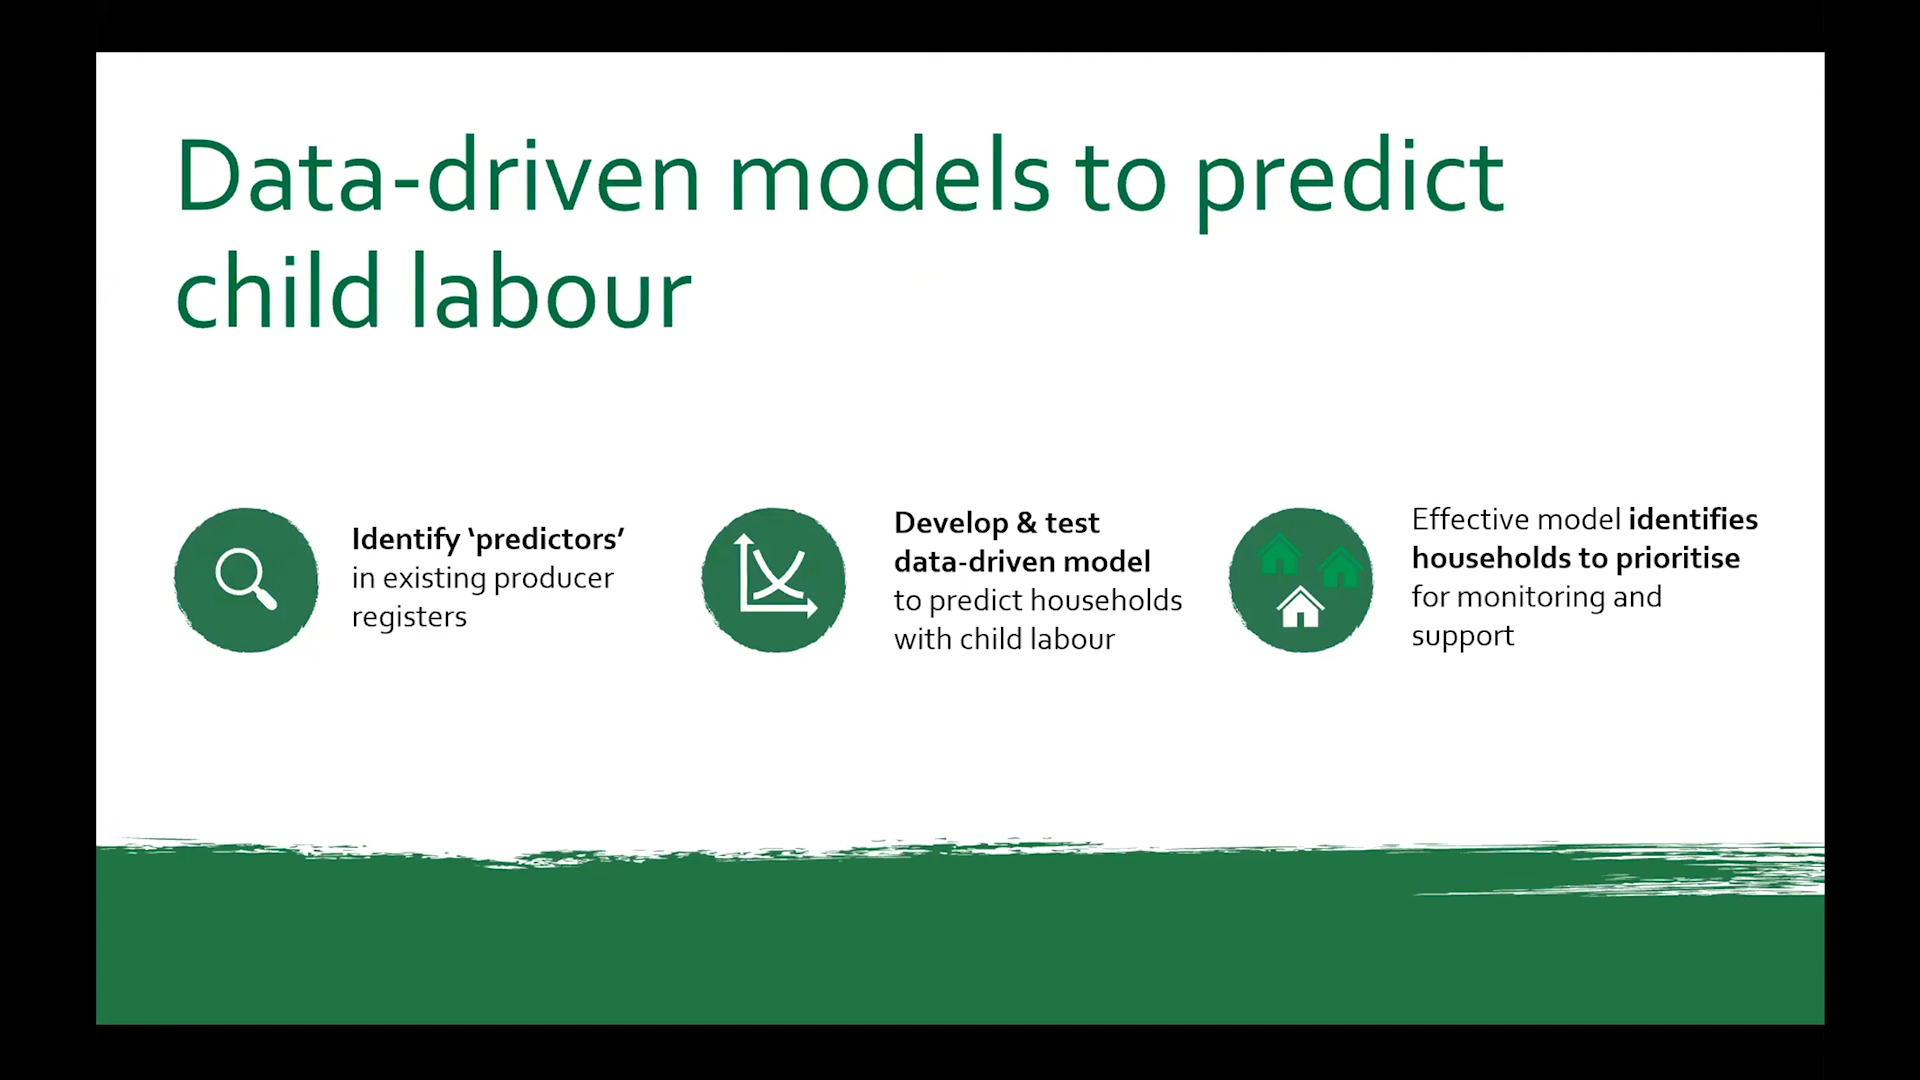 Data-driven models to predict
child labour
Identify ‘predictors’
in existing producer
registers
Develop & test
data-driven model
to predict households
with child labour
Effective model identifies
households to prioritise
for monitoring and
support